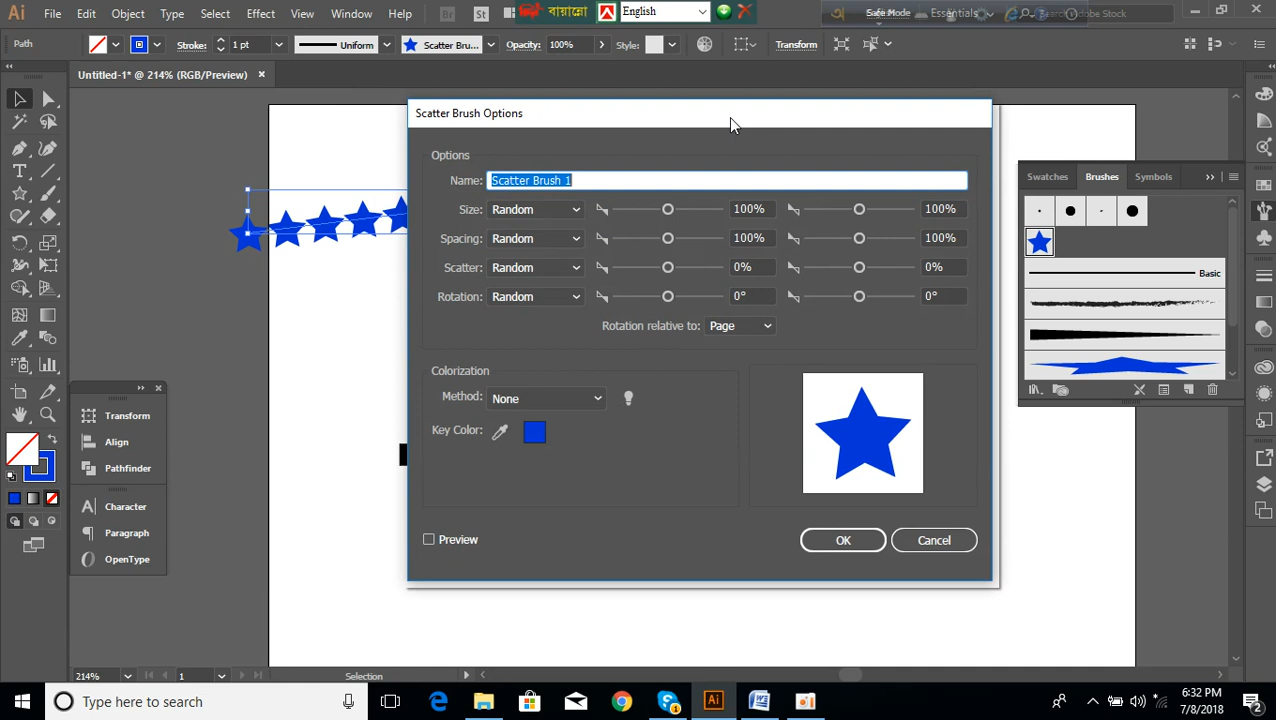 Ai File Edit Object Type Select Effect View Window Help Br St বায়ান্নো English Safe Mode Essentials Search Adobe Stock
Path Stroke: 1 pt Uniform Scatter Bru... Opacity: 100% Style: Transform
Untitled-1* @ 214% (RGB/Preview)
Scatter Brush Options
Options
Name: Scatter Brush 1
Size: Random 100% 100%
Spacing: Random 100% 100%
Scatter: Random 0% 0%
Rotation: Random 0° 0°
Rotation relative to: Page
Colorization
Method: None
Key Color:
Preview
OK Cancel
Swatches Brushes Symbols
Basic
Transform
Align
Pathfinder
Character
Paragraph
OpenType
214% 1 Selection
Type here to search
Ai
6:32 PM
7/8/2018
2